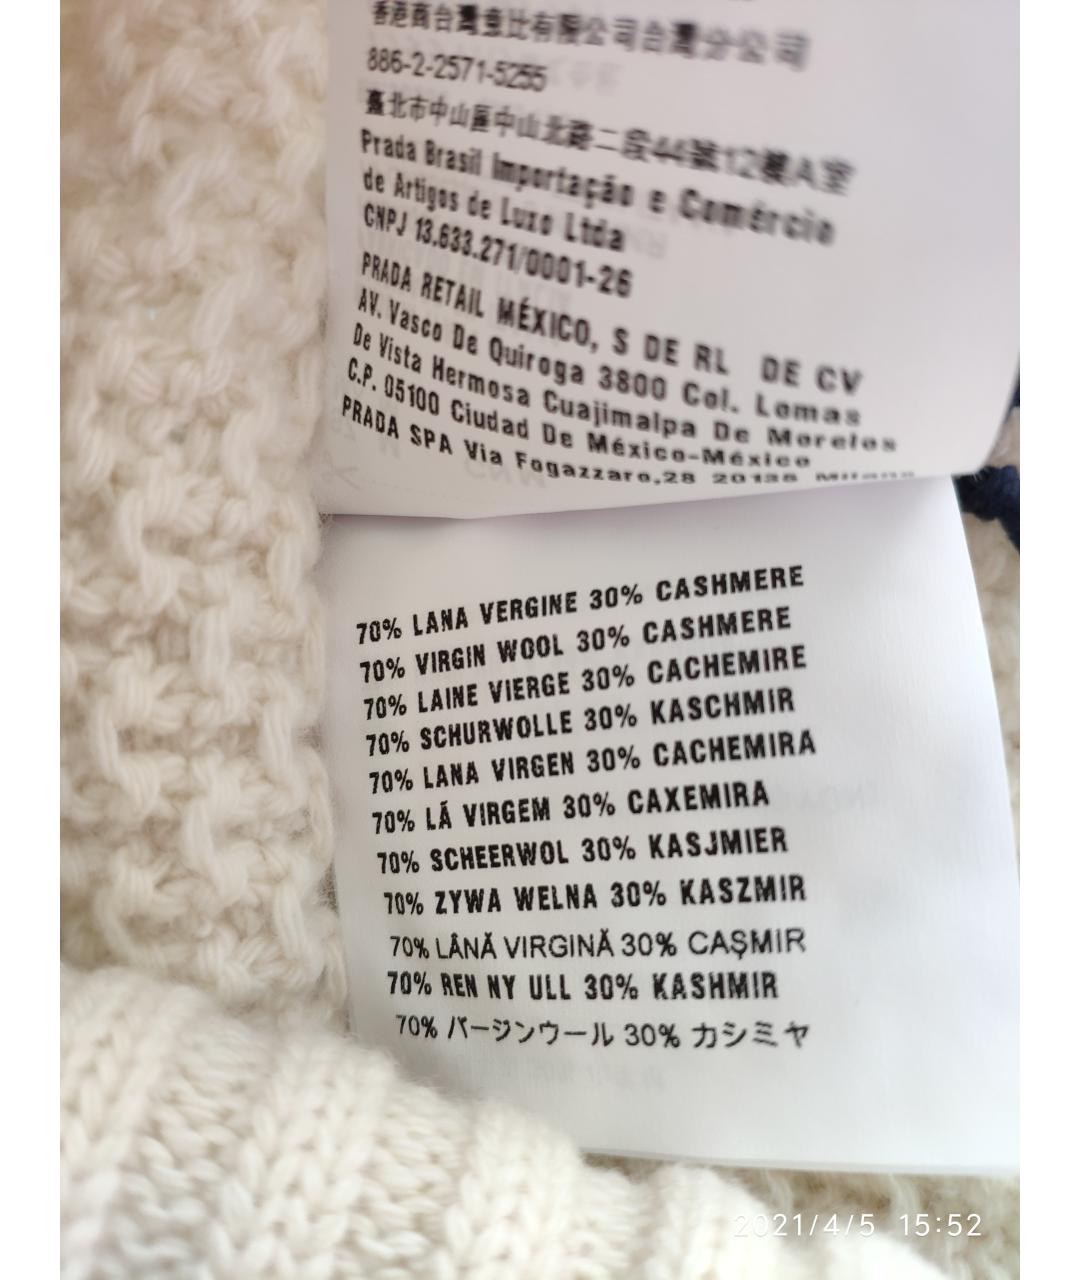 香港商台灣意比有限公司台灣分公司
886-2-2571-5255
臺北市中山區中山北路二段44號12樓A室
Prada Brasil Importação e Comércio
de Artigos de Luxo Ltda
CNPJ 13.633.271/0001-26
PRADA RETAIL MÉXICO, S DE RL DE CV
AV. Vasco De Quiroga 3800 Col. Lomas
De Vista Hermosa Cuajimalpa De Morelos
C.P. 05100 Ciudad De México-México
PRADA SPA Via Fogazzaro,28 20135 Milano
70% LANA VERGINE 30% CASHMERE
70% VIRGIN WOOL 30% CASHMERE
70% LAINE VIERGE 30% CACHEMIRE
70% SCHURWOLLE 30% KASCHMIR
70% LANA VIRGEN 30% CACHEMIRA
70% LÃ VIRGEM 30% CAXEMIRA
70% SCHEERWOL 30% KASJMIER
70% ZYWA WELNA 30% KASZMIR
70% LÂNĂ VIRGINĂ 30% CAŞMIR
70% REN NY ULL 30% KASHMIR
70% バージンウール 30% カシミヤ
2021/4/5 15:52